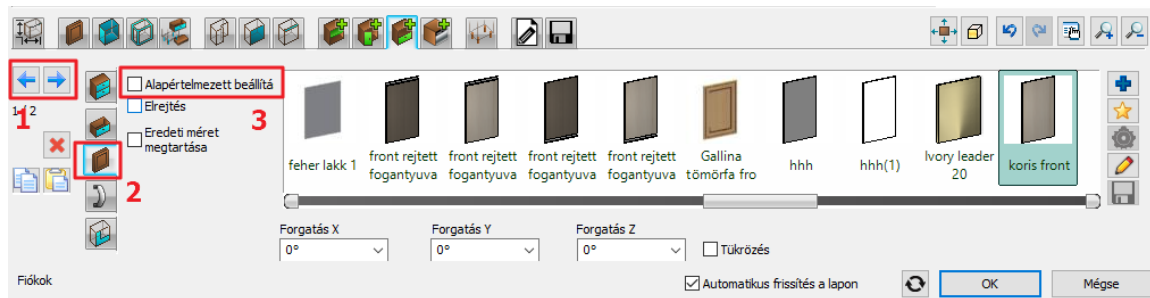 1
1 / 2
2
3
Alapértelmezett beállítá
Elrejtés
Eredeti méret
megtartása
feher lakk 1
front rejtett
fogantyuva
front rejtett
fogantyuva
front rejtett
fogantyuva
front rejtett
fogantyuva
Gallina
tömörfa fro
hhh
hhh(1)
Ivory leader
20
koris front
Forgatás X
Forgatás Y
Forgatás Z
0°
0°
0°
Tükrözés
Fiókok
Automatikus frissítés a lapon
OK
Mégse